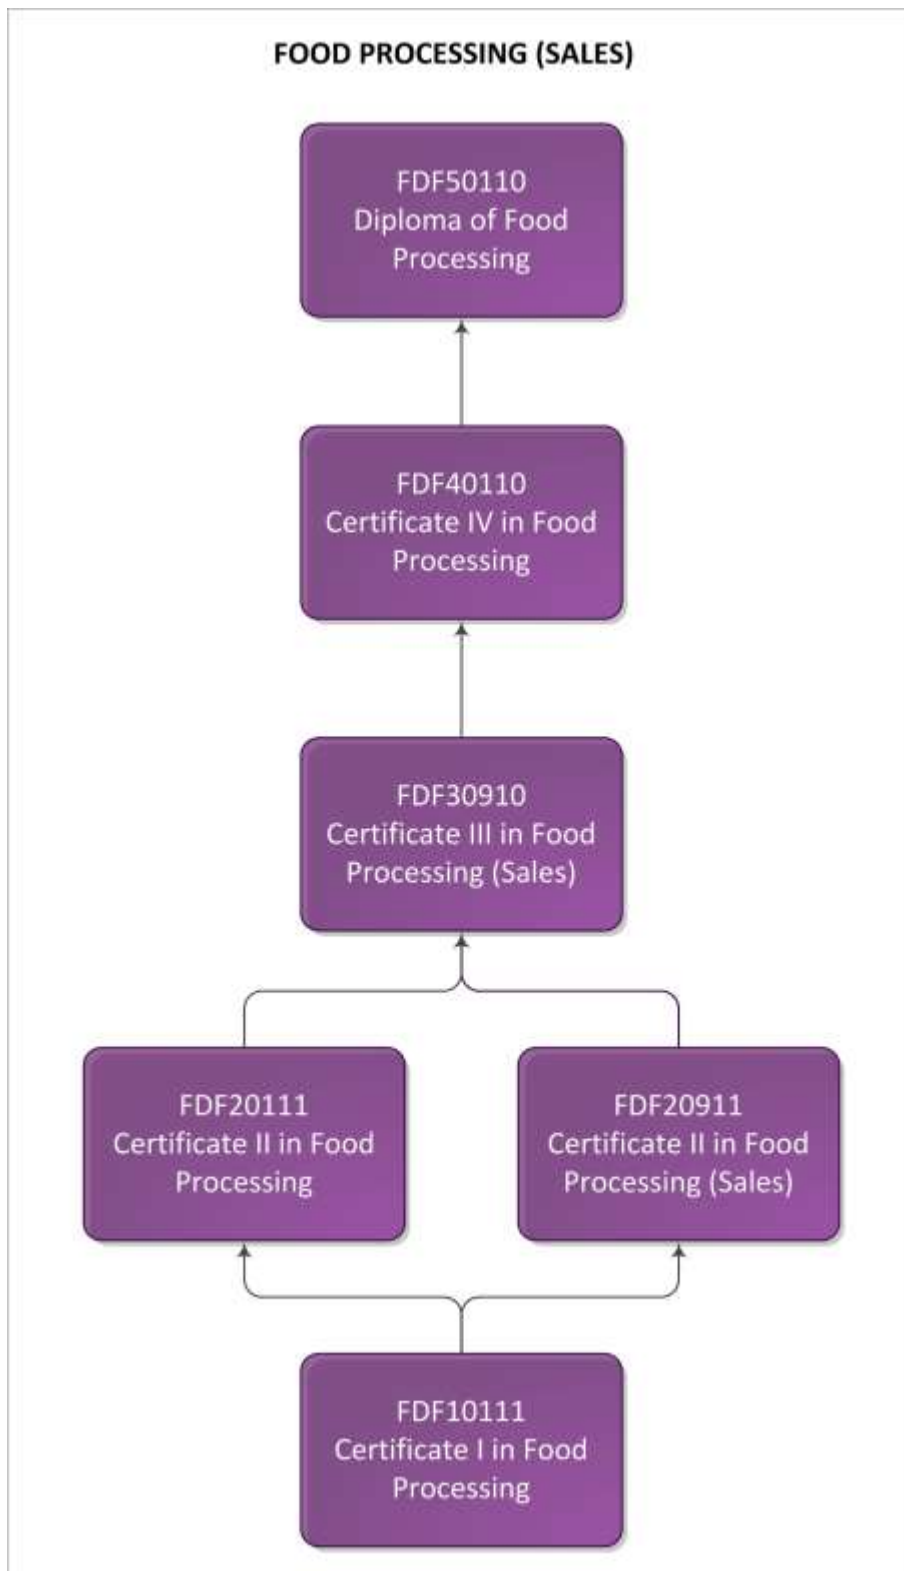 FOOD PROCESSING (SALES)
FDF50110
Diploma of Food
Processing
FDF40110
Certificate IV in Food
Processing
FDF30910
Certificate III in Food
Processing (Sales)
FDF20111
Certificate II in Food
Processing
FDF20911
Certificate II in Food
Processing (Sales)
FDF10111
Certificate I in Food
Processing